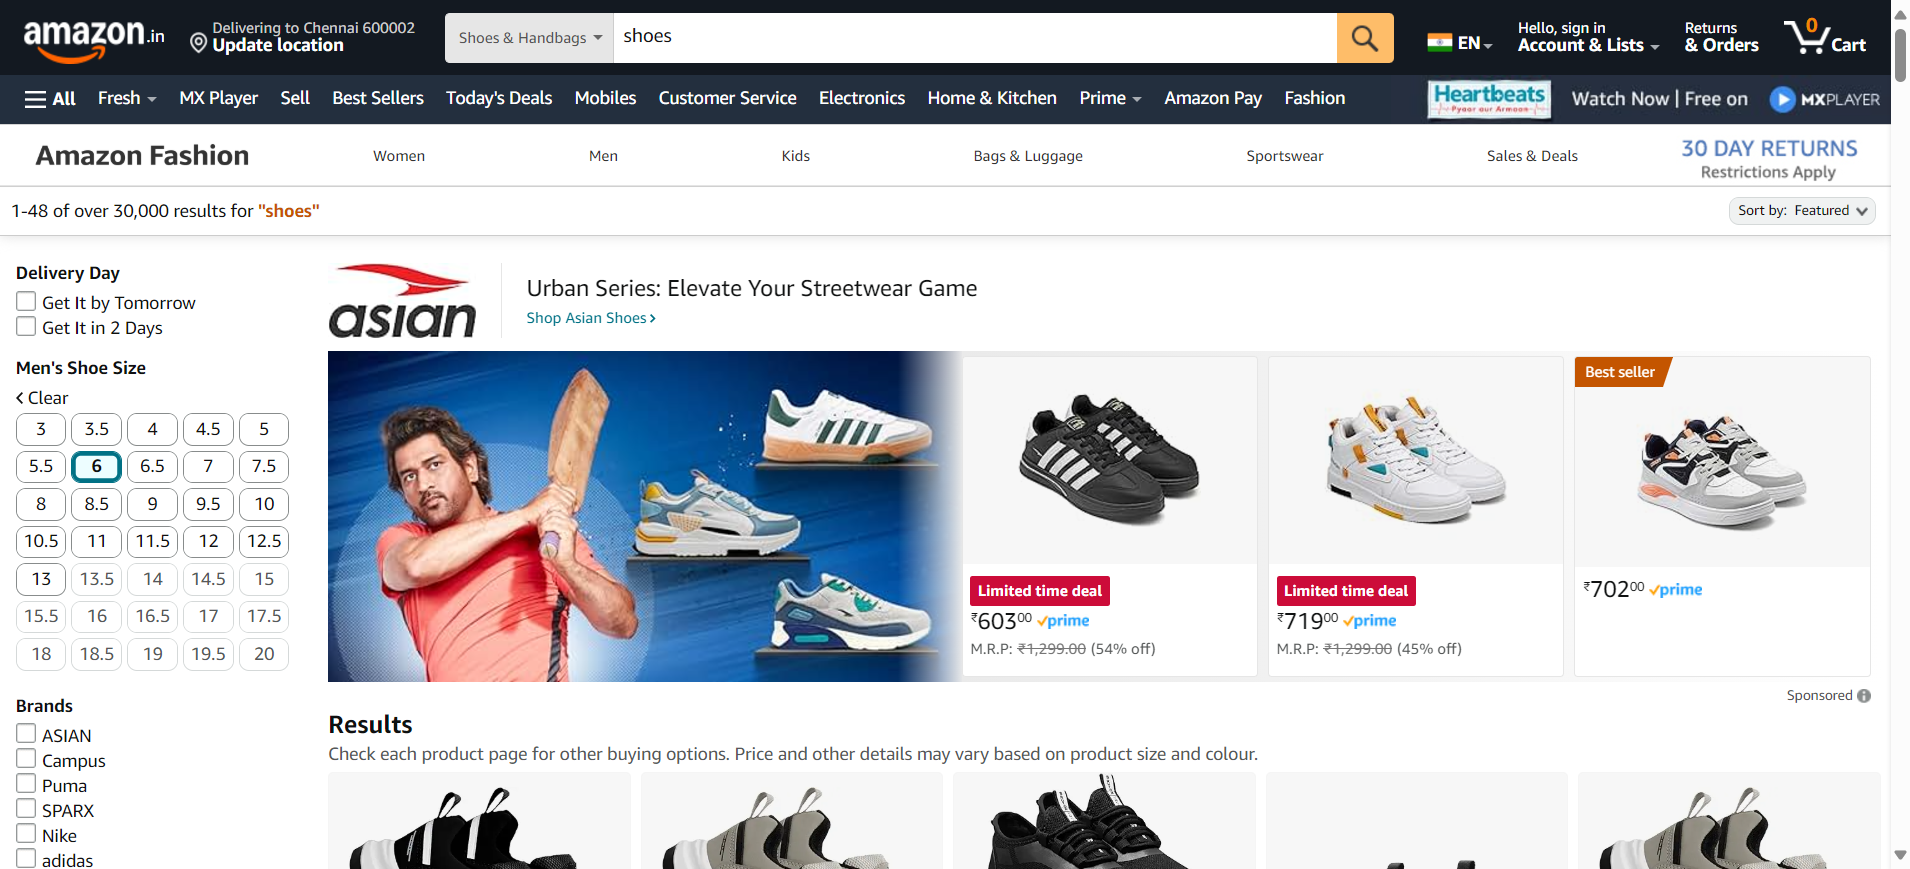 amazon.in
Delivering to Chennai 600002
Update location
Shoes & Handbags
shoes
EN
Hello, sign in
Account & Lists
Returns
& Orders
0
Cart
All
Fresh
MX Player
Sell
Best Sellers
Today's Deals
Mobiles
Customer Service
Electronics
Home & Kitchen
Prime
Amazon Pay
Fashion
Heartbeats
Pyaar aur Armaan
Watch Now | Free on
MXPLAYER
Amazon Fashion
Women
Men
Kids
Bags & Luggage
Sportswear
Sales & Deals
30 DAY RETURNS
Restrictions Apply
1-48 of over 30,000 results for "shoes"
Sort by: Featured
Delivery Day
Get It by Tomorrow
Get It in 2 Days
Men's Shoe Size
Clear
3 3.5 4 4.5 5
5.5 6 6.5 7 7.5
8 8.5 9 9.5 10
10.5 11 11.5 12 12.5
13 13.5 14 14.5 15
15.5 16 16.5 17 17.5
18 18.5 19 19.5 20
Brands
ASIAN
Campus
Puma
SPARX
Nike
adidas
asian
Urban Series: Elevate Your Streetwear Game
Shop Asian Shoes
Limited time deal
₹603.00 prime
M.R.P: ₹1,299.00 (54% off)
Limited time deal
₹719.00 prime
M.R.P: ₹1,299.00 (45% off)
Best seller
₹702.00 prime
Sponsored
Results
Check each product page for other buying options. Price and other details may vary based on product size and colour.